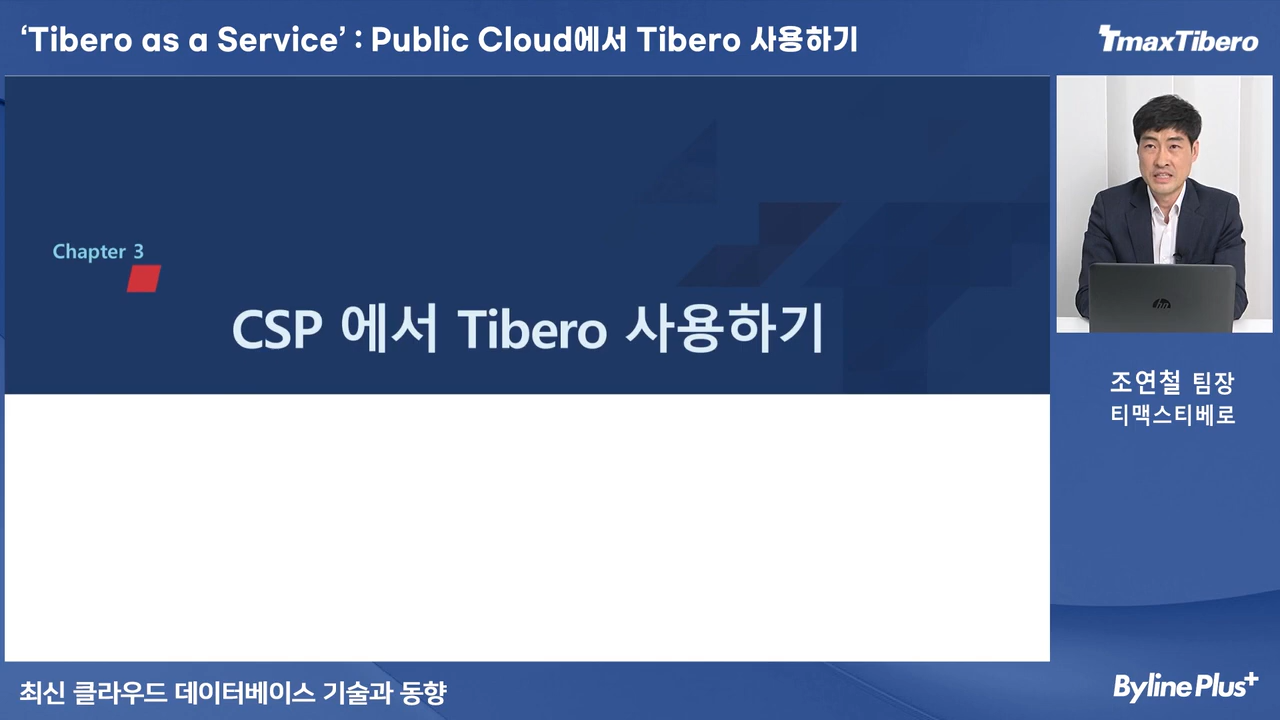 ‘Tibero as a Service’ : Public Cloud에서 Tibero 사용하기
TmaxTibero
Chapter 3
CSP 에서 Tibero 사용하기
hp
조연철 팀장
티맥스티베로
최신 클라우드 데이터베이스 기술과 동향
Byline Plus+